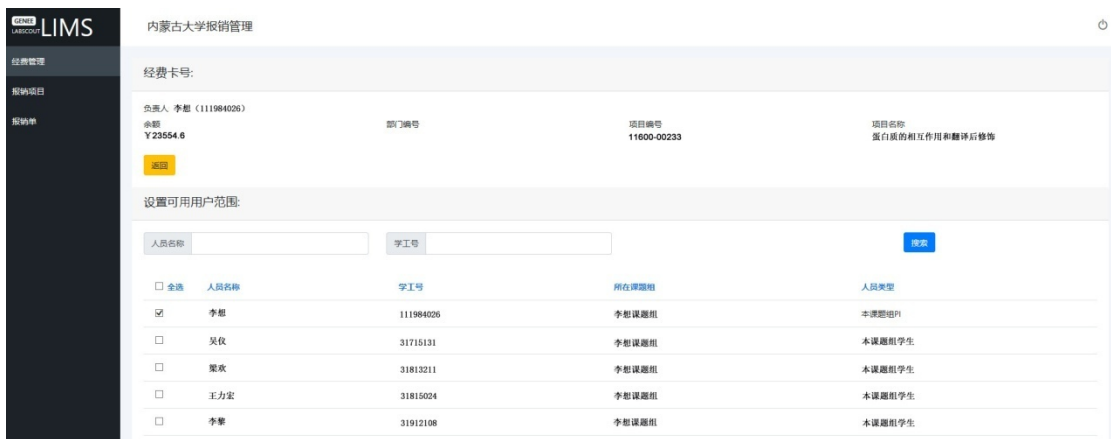 GENEE
LABSCOUT LIMS
内蒙古大学报销管理
经费管理
报销项目
报销单
经费卡号:
负责人 李想（111984026）
余额 部门编号 项目编号 项目名称
￥23554.6 11600-00233 蛋白质的相互作用和翻译后修饰
返回
设置可用用户范围:
人员名称 学工号 搜索
全选 人员名称 学工号 所在课题组 人员类型
李想 111984026 李想课题组 本课题组PI
吴仪 31715131 李想课题组 本课题组学生
梁欢 31813211 李想课题组 本课题组学生
王力宏 31815024 李想课题组 本课题组学生
李黎 31912108 李想课题组 本课题组学生